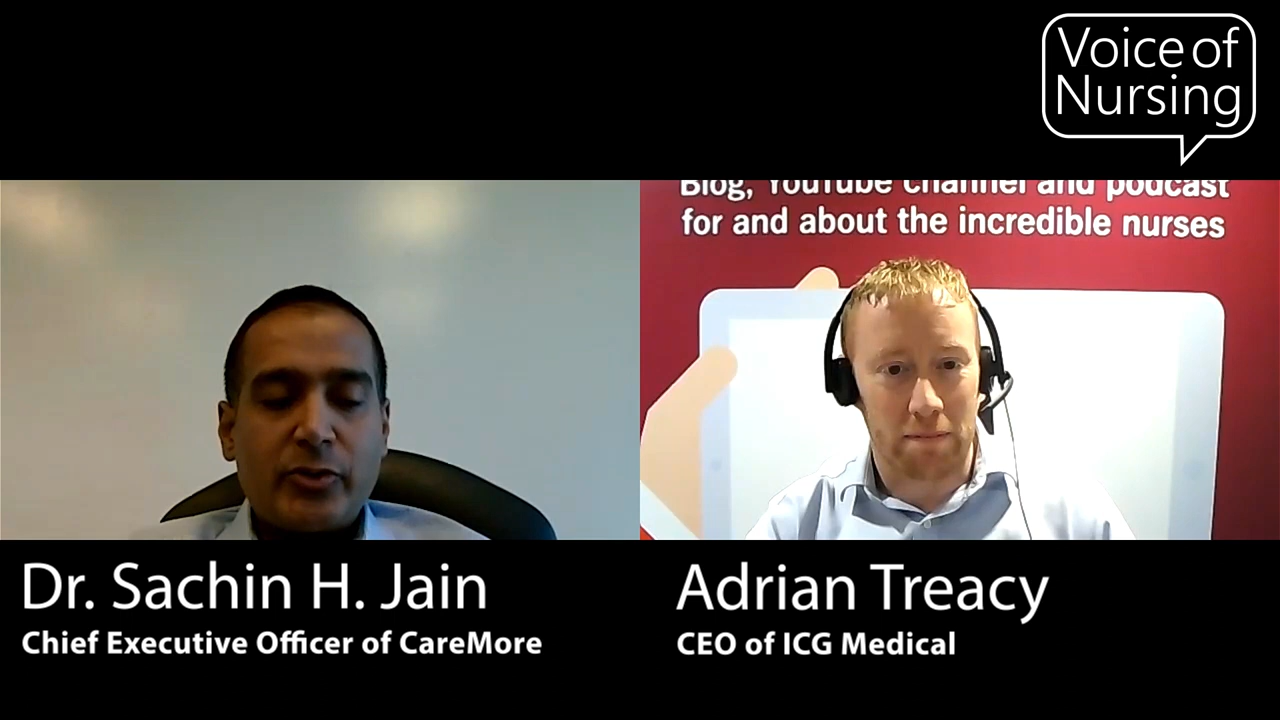 Voice of
Nursing
Blog, YouTube channel and podcast
for and about the incredible nurses
Dr. Sachin H. Jain
Chief Executive Officer of CareMore
Adrian Treacy
CEO of ICG Medical